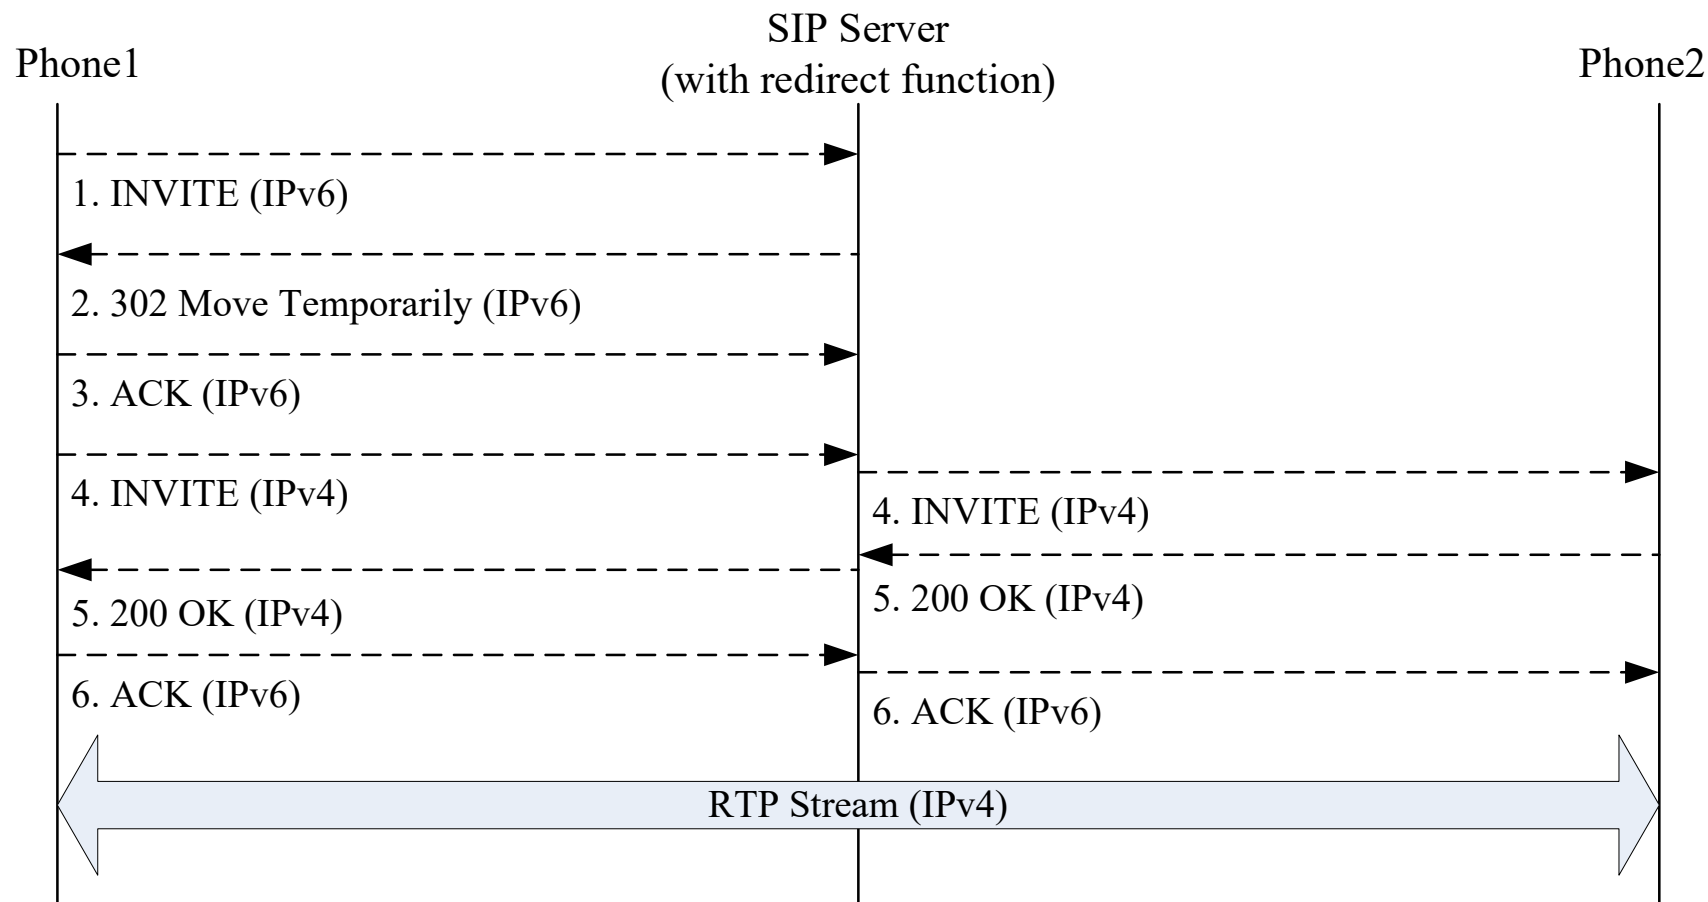 Phone1
SIP Server
(with redirect function)
Phone2
1. INVITE (IPv6)
2. 302 Move Temporarily (IPv6)
3. ACK (IPv6)
4. INVITE (IPv4)
4. INVITE (IPv4)
5. 200 OK (IPv4)
5. 200 OK (IPv4)
6. ACK (IPv6)
6. ACK (IPv6)
RTP Stream (IPv4)